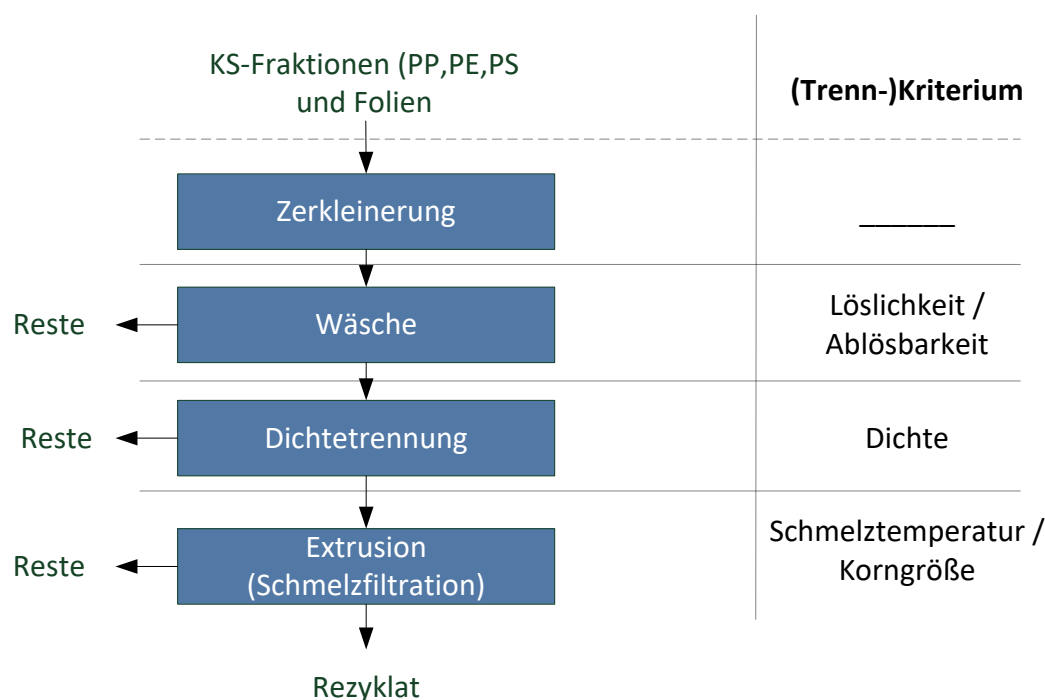 KS-Fraktionen (PP,PE,PS
und Folien
(Trenn-)Kriterium
Zerkleinerung
______
Reste
Wäsche
Löslichkeit /
Ablösbarkeit
Reste
Dichtetrennung
Dichte
Reste
Extrusion
(Schmelzfiltration)
Schmelztemperatur /
Korngröße
Rezyklat